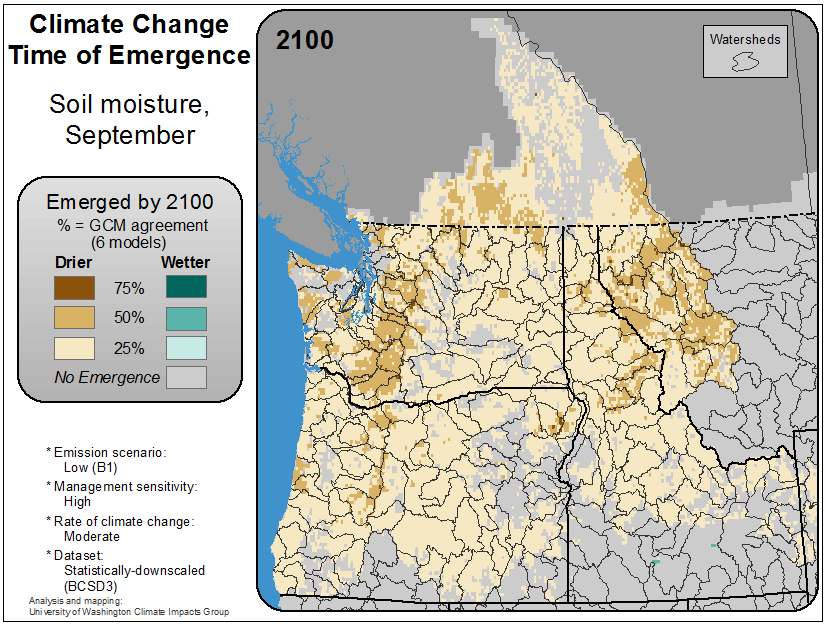 Climate Change
Time of Emergence
Soil moisture,
September
Emerged by 2100
% = GCM agreement
(6 models)
Drier Wetter
75%
50%
25%
No Emergence
* Emission scenario:
Low (B1)
* Management sensitivity:
High
* Rate of climate change:
Moderate
* Dataset:
Statistically-downscaled
(BCSD3)
Analysis and mapping:
University of Washington Climate Impacts Group
2100
Watersheds